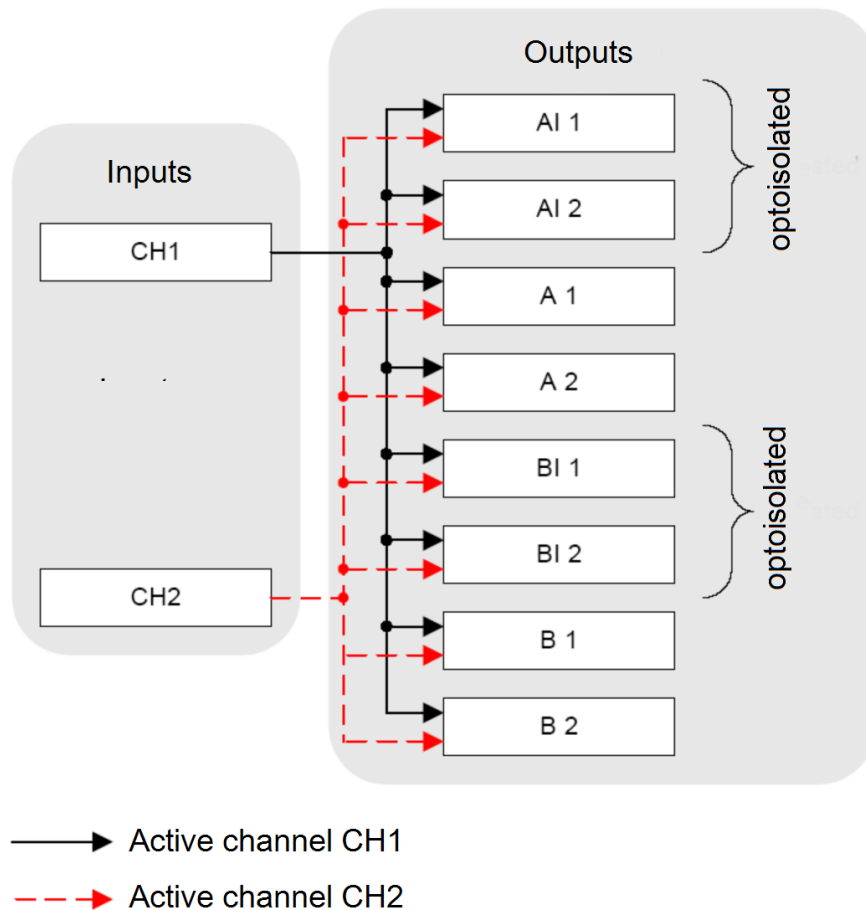 Outputs
Inputs
CH1
CH2
AI 1
AI 2
A 1
A 2
BI 1
BI 2
B 1
B 2
optoisolated
optoisolated
Active channel CH1
Active channel CH2